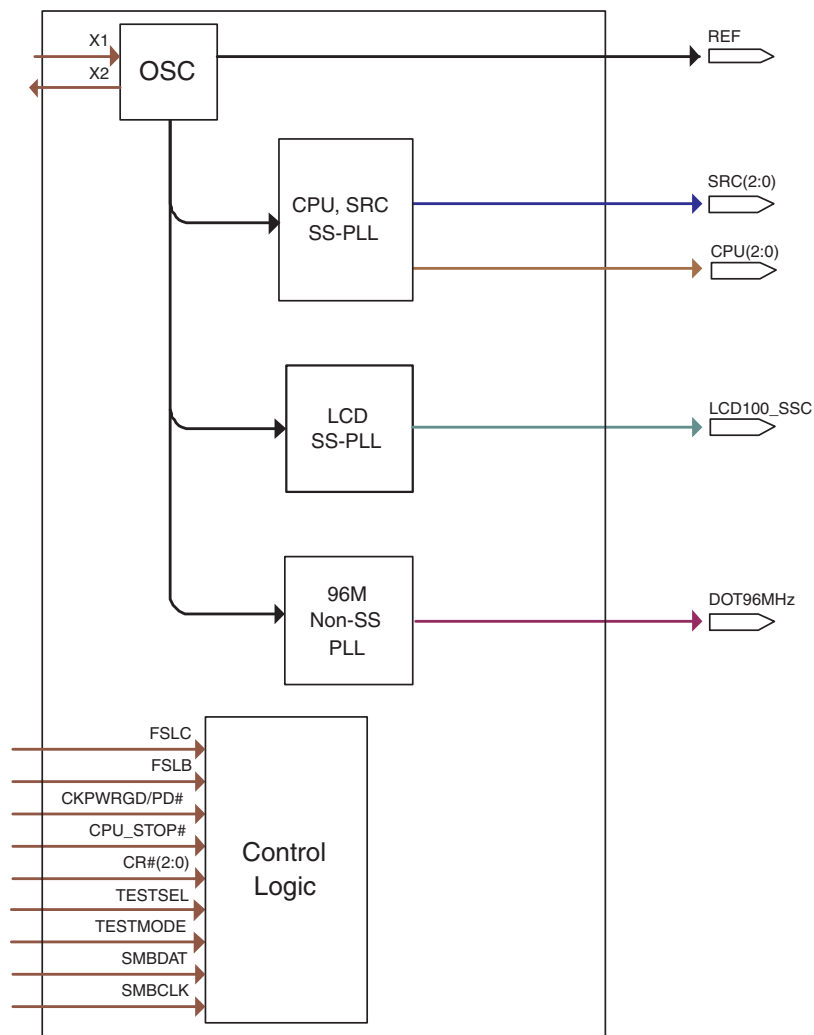 X1
X2
OSC
REF
CPU, SRC
SS-PLL
SRC(2:0)
CPU(2:0)
LCD
SS-PLL
LCD100_SSC
96M
Non-SS
PLL
DOT96MHz
FSLC
FSLB
CKPWRGD/PD#
CPU_STOP#
CR#(2:0)
TESTSEL
TESTMODE
SMBDAT
SMBCLK
Control
Logic